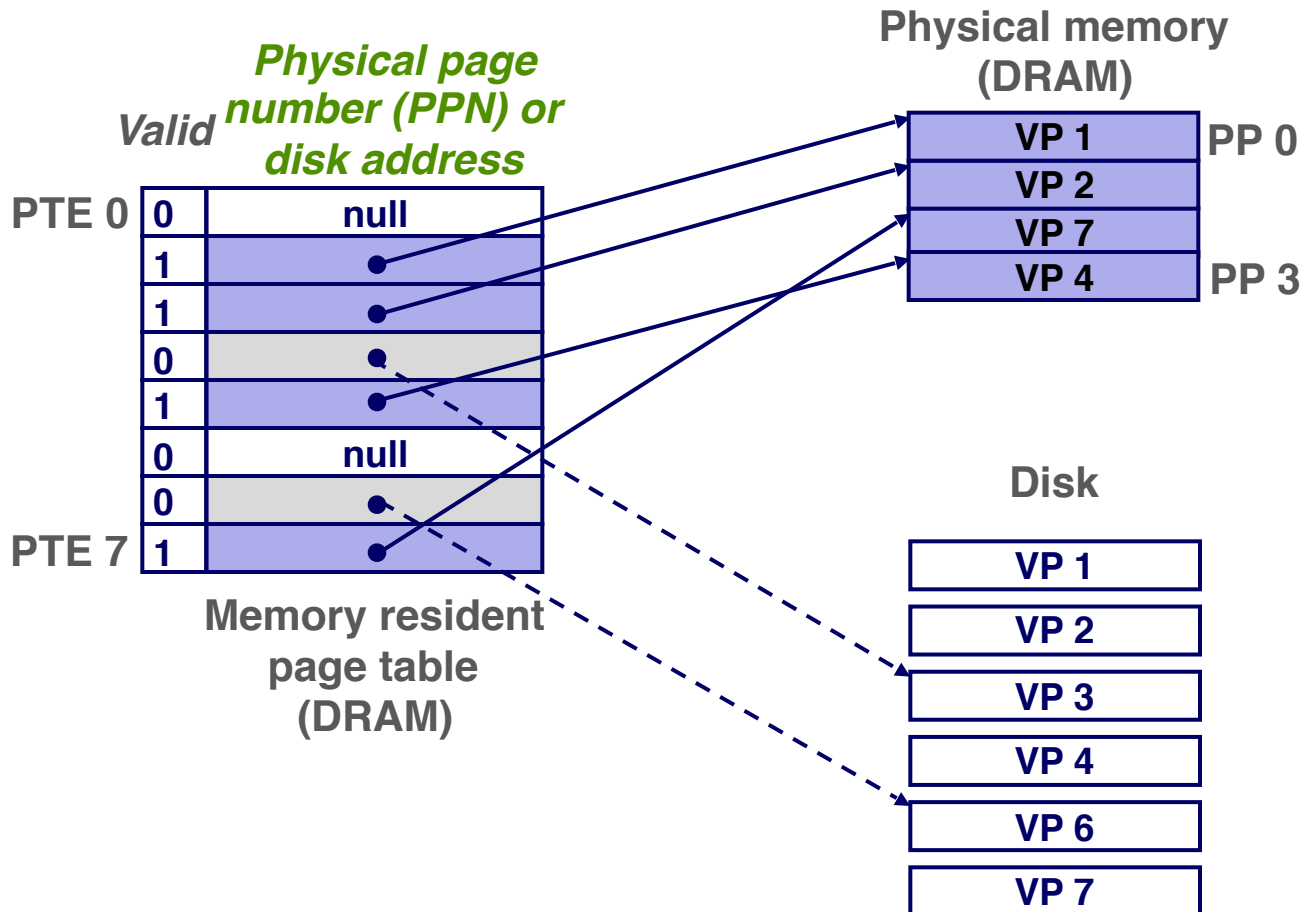 Physical page
number (PPN) or
disk address
Valid
PTE 0
0
null
1
1
0
1
0
null
0
PTE 7
1
Memory resident
page table
(DRAM)
Physical memory
(DRAM)
VP 1
PP 0
VP 2
VP 7
VP 4
PP 3
Disk
VP 1
VP 2
VP 3
VP 4
VP 6
VP 7